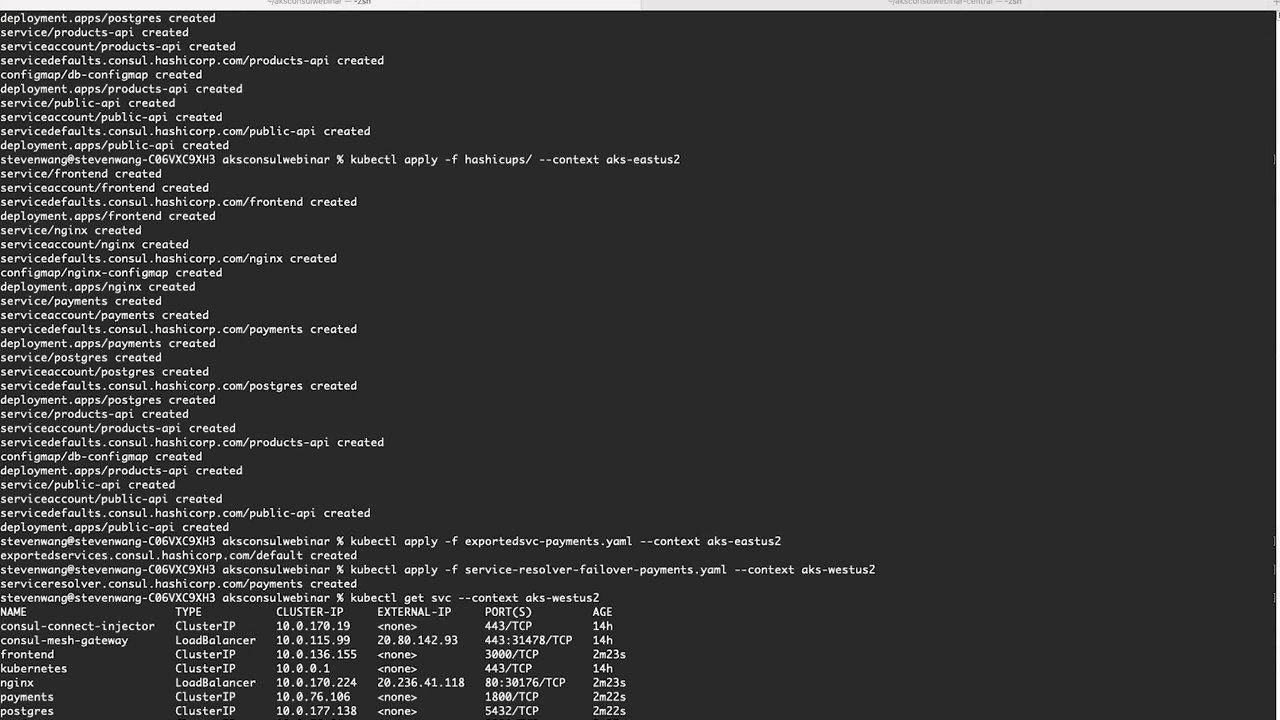 ~/aksconsulwebinar — -zsh
~/aksconsulwebinar-central — -zsh
deployment.apps/postgres created
service/products-api created
serviceaccount/products-api created
servicedefaults.consul.hashicorp.com/products-api created
configmap/db-configmap created
deployment.apps/products-api created
service/public-api created
serviceaccount/public-api created
servicedefaults.consul.hashicorp.com/public-api created
deployment.apps/public-api created
stevenwang@stevenwang-C06VXC9XH3 aksconsulwebinar % kubectl apply -f hashicups/ --context aks-eastus2
service/frontend created
serviceaccount/frontend created
servicedefaults.consul.hashicorp.com/frontend created
deployment.apps/frontend created
service/nginx created
serviceaccount/nginx created
servicedefaults.consul.hashicorp.com/nginx created
configmap/nginx-configmap created
deployment.apps/nginx created
service/payments created
serviceaccount/payments created
servicedefaults.consul.hashicorp.com/payments created
deployment.apps/payments created
service/postgres created
serviceaccount/postgres created
servicedefaults.consul.hashicorp.com/postgres created
deployment.apps/postgres created
service/products-api created
serviceaccount/products-api created
servicedefaults.consul.hashicorp.com/products-api created
configmap/db-configmap created
deployment.apps/products-api created
service/public-api created
serviceaccount/public-api created
servicedefaults.consul.hashicorp.com/public-api created
deployment.apps/public-api created
stevenwang@stevenwang-C06VXC9XH3 aksconsulwebinar % kubectl apply -f exportedsvc-payments.yaml --context aks-eastus2
exportedservices.consul.hashicorp.com/default created
stevenwang@stevenwang-C06VXC9XH3 aksconsulwebinar % kubectl apply -f service-resolver-failover-payments.yaml --context aks-westus2
serviceresolver.consul.hashicorp.com/payments created
stevenwang@stevenwang-C06VXC9XH3 aksconsulwebinar % kubectl get svc --context aks-westus2
NAME TYPE CLUSTER-IP EXTERNAL-IP PORT(S) AGE
consul-connect-injector ClusterIP 10.0.170.19 <none> 443/TCP 14h
consul-mesh-gateway LoadBalancer 10.0.115.99 20.80.142.93 443:31478/TCP 14h
frontend ClusterIP 10.0.136.155 <none> 3000/TCP 2m23s
kubernetes ClusterIP 10.0.0.1 <none> 443/TCP 14h
nginx LoadBalancer 10.0.170.224 20.236.41.118 80:30176/TCP 2m23s
payments ClusterIP 10.0.76.106 <none> 1800/TCP 2m22s
postgres ClusterIP 10.0.177.138 <none> 5432/TCP 2m22s